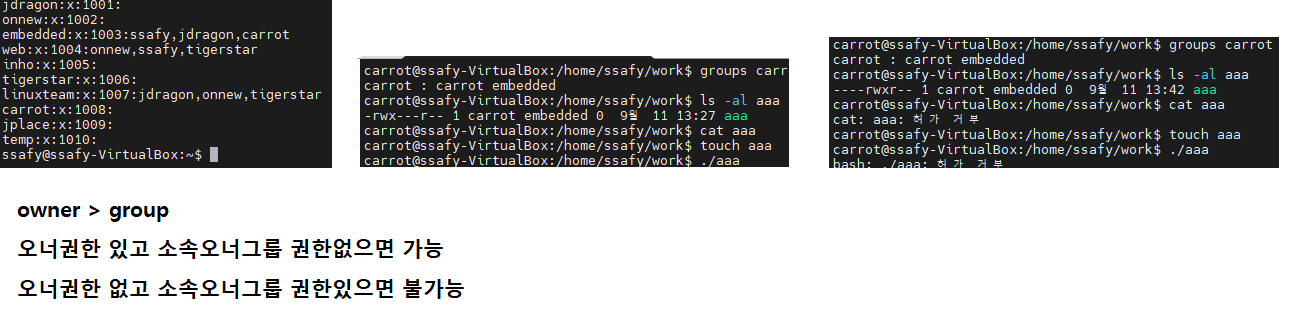 jdragon:x:1001:
onnew:x:1002:
embedded:x:1003:ssafy,jdragon,carrot
web:x:1004:onnew,ssafy,tigerstar
inho:x:1005:
tigerstar:x:1006:
linuxteam:x:1007:jdragon,onnew,tigerstar
carrot:x:1008:
jplace:x:1009:
temp:x:1010:
ssafy@ssafy-VirtualBox:~$
carrot@ssafy-VirtualBox:/home/ssafy/work$ groups carr
carrot : carrot embedded
carrot@ssafy-VirtualBox:/home/ssafy/work$ ls -al aaa
-rwx---r-- 1 carrot embedded 0 9월 11 13:27 aaa
carrot@ssafy-VirtualBox:/home/ssafy/work$ cat aaa
carrot@ssafy-VirtualBox:/home/ssafy/work$ touch aaa
carrot@ssafy-VirtualBox:/home/ssafy/work$ ./aaa
carrot@ssafy-VirtualBox:/home/ssafy/work$ groups carrot
carrot : carrot embedded
carrot@ssafy-VirtualBox:/home/ssafy/work$ ls -al aaa
----rwxr-- 1 carrot embedded 0 9월 11 13:42 aaa
carrot@ssafy-VirtualBox:/home/ssafy/work$ cat aaa
cat: aaa: 허가 거부
carrot@ssafy-VirtualBox:/home/ssafy/work$ touch aaa
carrot@ssafy-VirtualBox:/home/ssafy/work$ ./aaa
bash: ./aaa: 허가 거부
owner > group
오너권한 있고 소속오너그룹 권한없으면 가능
오너권한 없고 소속오너그룹 권한있으면 불가능